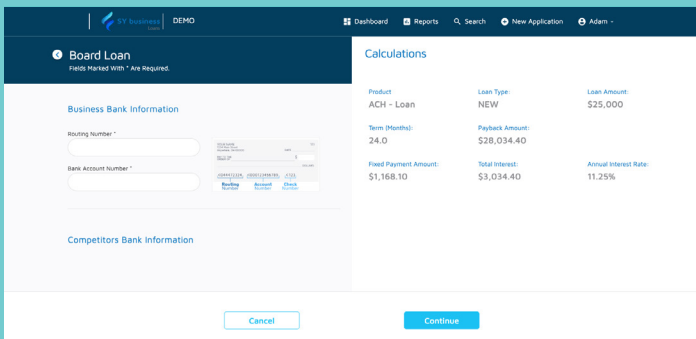 SY business
Loans
DEMO
Dashboard
Reports
Search
New Application
Adam
Board Loan
Fields Marked With * Are Required.
Calculations
Product
Loan Type:
Loan Amount:
ACH - Loan
NEW
$25,000
Term (Months):
Payback Amount:
24.0
$28,034.40
Fixed Payment Amount:
Total Interest:
Annual Interest Rate:
$1,168.10
$3,034.40
11.25%
Business Bank Information
Routing Number *
Bank Account Number *
Routing
Number
Account
Number
Check
Number
Competitors Bank Information
Cancel
Continue